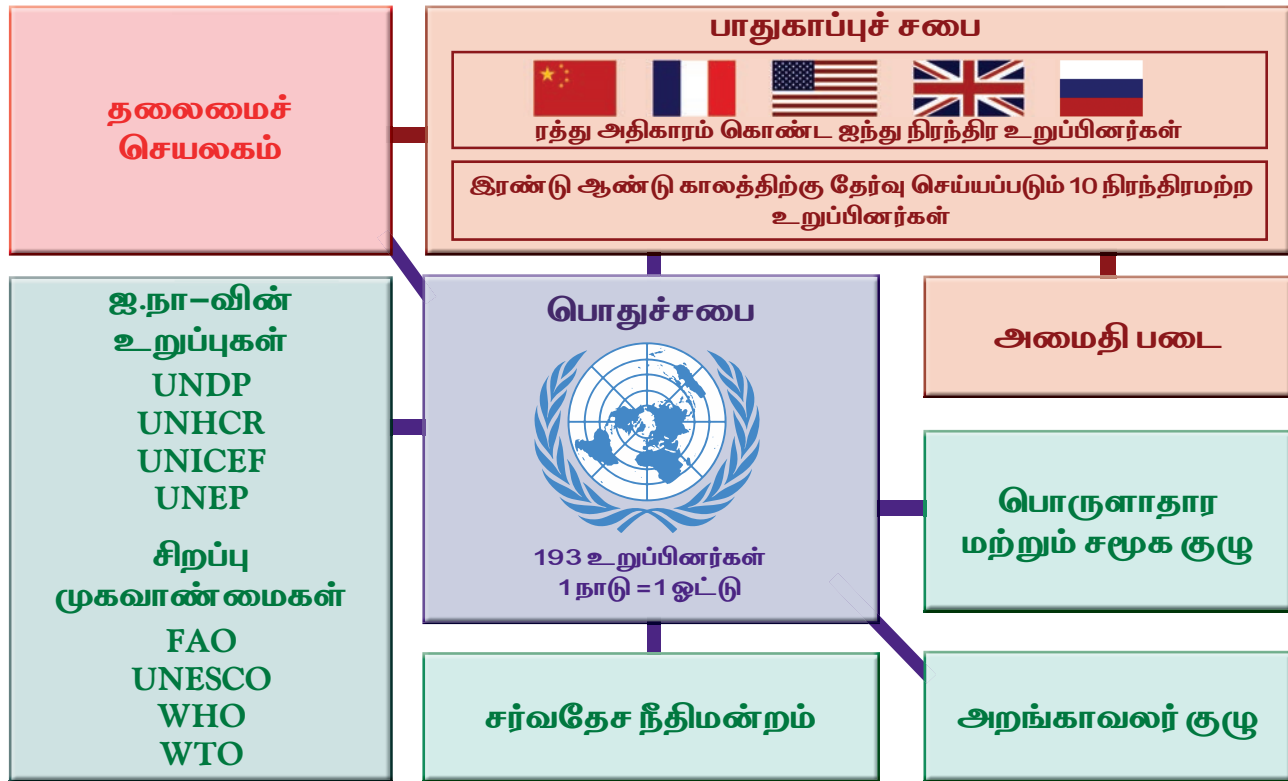 தலைமைச்
செயலகம்
பாதுகாப்புச் சபை
ரத்து அதிகாரம் கொண்ட ஐந்து நிரந்திர உறுப்பினர்கள்
இரண்டு ஆண்டு காலத்திற்கு தேர்வு செய்யப்படும் 10 நிரந்திரமற்ற
உறுப்பினர்கள்
ஐ.நா-வின்
உறுப்புகள்
UNDP
UNHCR
UNICEF
UNEP
சிறப்பு
முகவாண்மைகள்
FAO
UNESCO
WHO
WTO
பொதுச்சபை
193 உறுப்பினர்கள்
1 நாடு = 1 ஓட்டு
அமைதி படை
பொருளாதார
மற்றும் சமூக குழு
சர்வதேச நீதிமன்றம்
அறங்காவலர் குழு